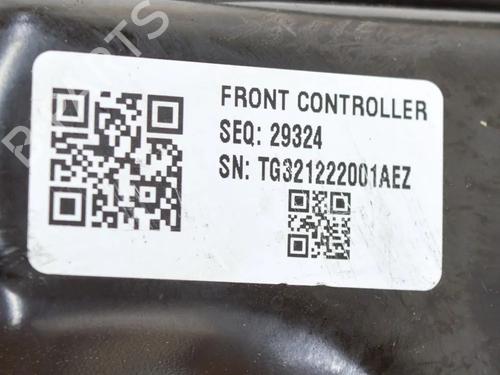 FRONT CONTROLLER
SEQ: 29324
SN: TG321222001AEZ